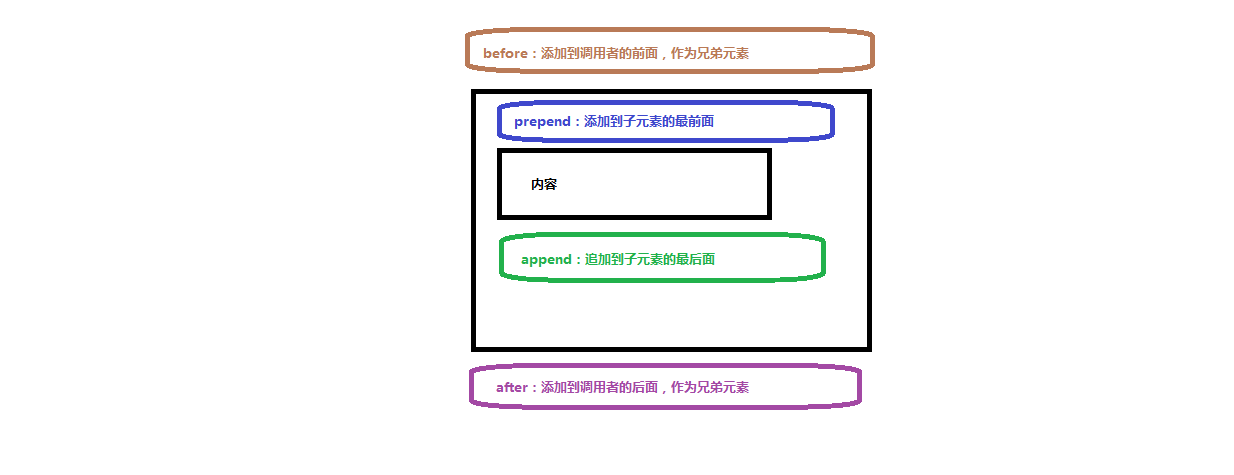 before：添加到调用者的前面，作为兄弟元素
prepend：添加到子元素的最前面
内容
append：追加到子元素的最后面
after：添加到调用者的后面，作为兄弟元素